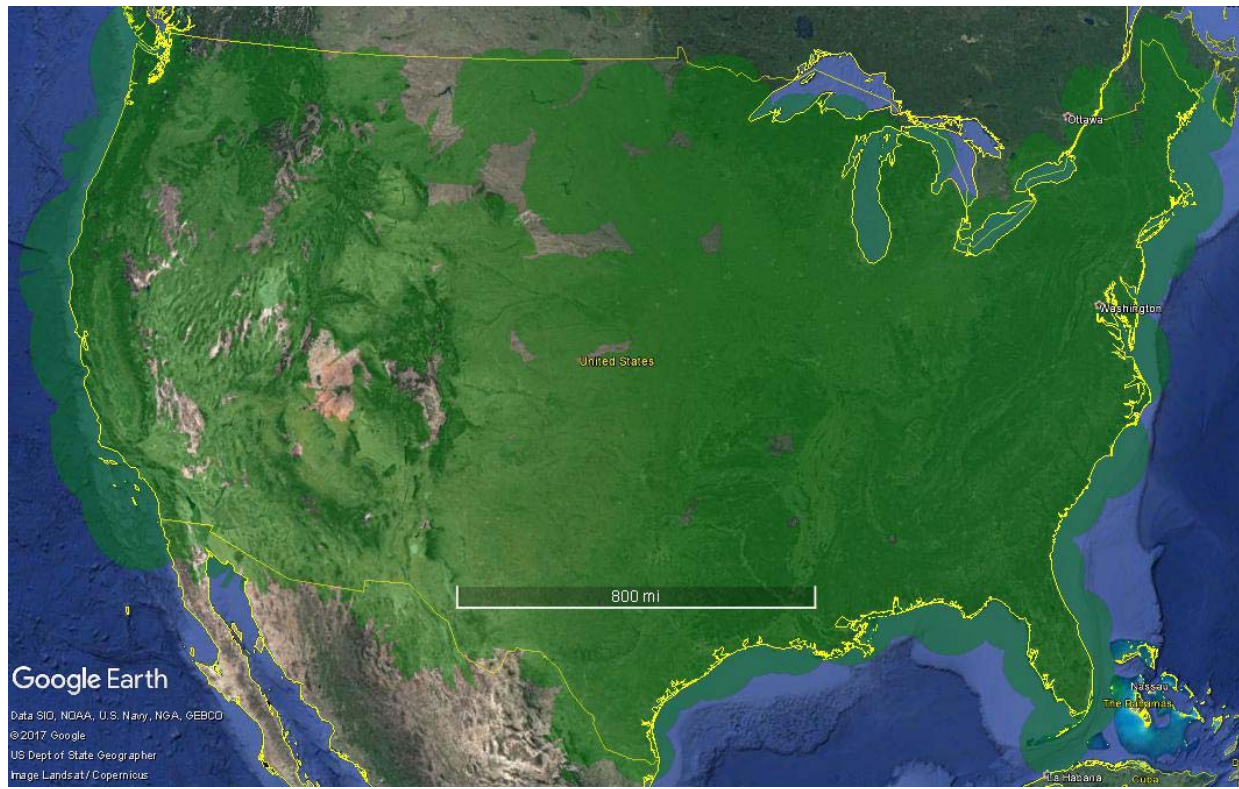 Ottawa
Washington
United States
800 mi
Google Earth
Nassau
The Bahamas
Data SIO, NOAA, U.S. Navy, NGA, GEBCO
© 2017 Google
US Dept of State Geographer
Image Landsat / Copernicus
La Habana
Cuba